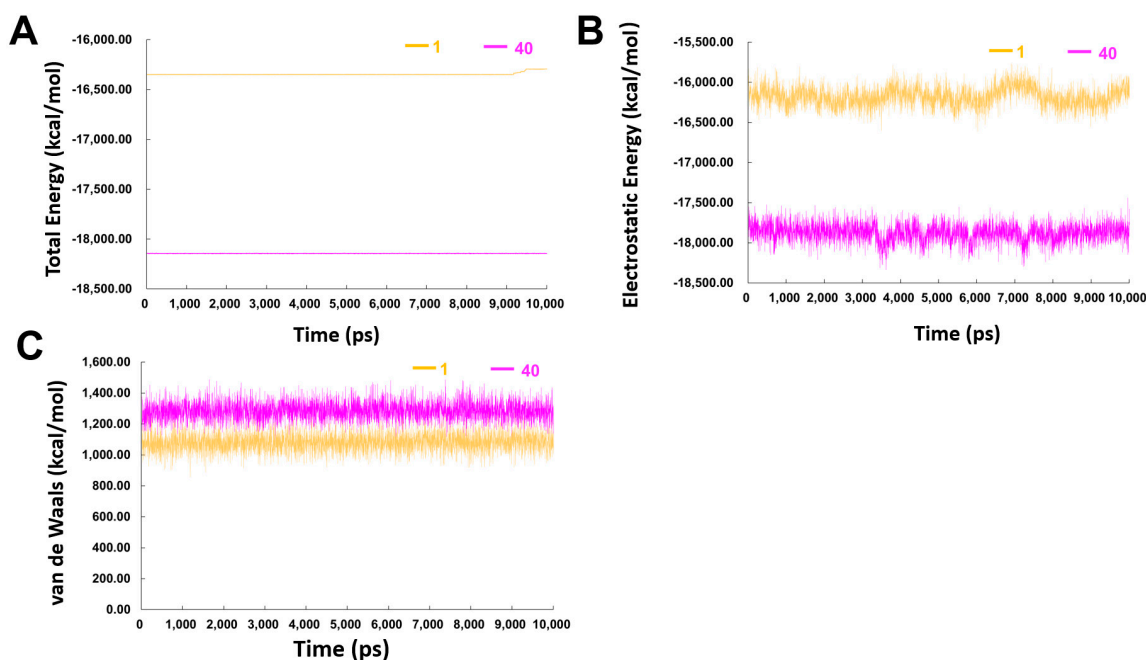 A
Total Energy (kcal/mol)
1 40
-16,000.00
-16,500.00
-17,000.00
-17,500.00
-18,000.00
-18,500.00
0 1,000 2,000 3,000 4,000 5,000 6,000 7,000 8,000 9,000 10,000
Time (ps)
B
Electrostatic Energy (kcal/mol)
1 40
-15,500.00
-16,000.00
-16,500.00
-17,000.00
-17,500.00
-18,000.00
-18,500.00
0 1,000 2,000 3,000 4,000 5,000 6,000 7,000 8,000 9,000 10,000
Time (ps)
C
van de Waals (kcal/mol)
1 40
1,600.00
1,400.00
1,200.00
1,000.00
800.00
600.00
400.00
200.00
0.00
0 1,000 2,000 3,000 4,000 5,000 6,000 7,000 8,000 9,000 10,000
Time (ps)